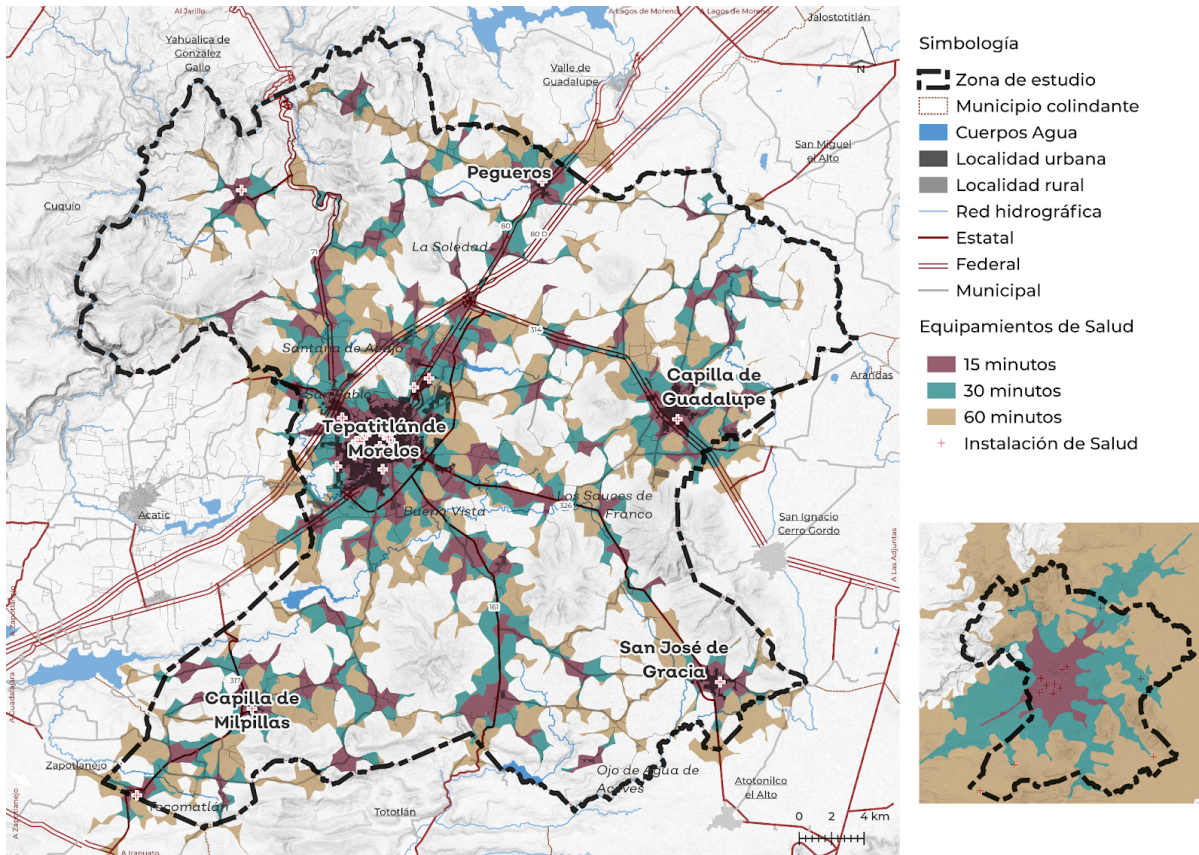 Al Jarillo
A Lagos de Moreno
A Lagos de Moreno
Jalostotitlán
Yahualica de
González
Gallo
N
Valle de
Guadalupe
San Miguel
el Alto
Pegueros
Cuquío
80
80 D
La Soledad
71
314
Santana de Abajo
Arandas
Capilla de
Guadalupe
Tepatitlán de
Morelos
Acatic
Buena Vista
Los Sauces de
Franco
326
San Ignacio
Cerro Gordo
A Las Adjuntas
A Zapotlanejo
161
San José de
Gracia
317
A Guadalajara
Capilla de
Milpillas
Zapotlanejo
Tecomatlán
Ojo de Agua de
Aceves
Atotonilco
el Alto
Tototlán
A Zapotlanejo
A Irapuato
0 2 4 km
Simbología
Zona de estudio
Municipio colindante
Cuerpos Agua
Localidad urbana
Localidad rural
Red hidrográfica
Estatal
Federal
Municipal
Equipamientos de Salud
15 minutos
30 minutos
60 minutos
Instalación de Salud